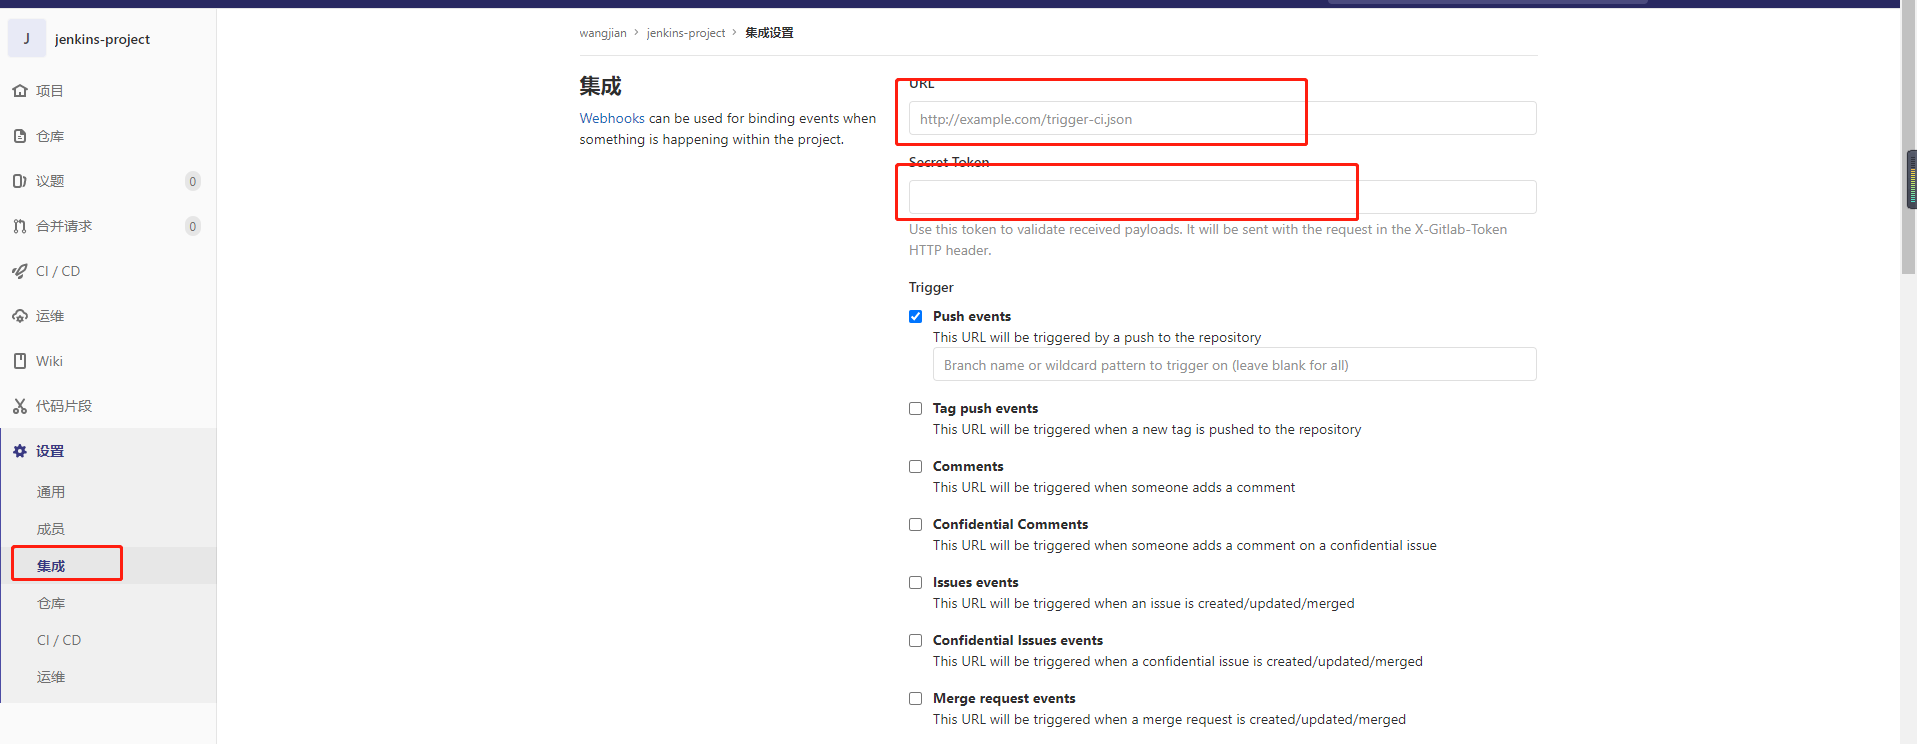 J jenkins-project
项目
仓库
议题 0
合并请求 0
CI / CD
运维
Wiki
代码片段
设置
通用
成员
集成
仓库
CI / CD
运维
wangjian › jenkins-project › 集成设置
集成
Webhooks can be used for binding events when
something is happening within the project.
URL
http://example.com/trigger-ci.json
Secret Token
Use this token to validate received payloads. It will be sent with the request in the X-Gitlab-Token
HTTP header.
Trigger
Push events
This URL will be triggered by a push to the repository
Branch name or wildcard pattern to trigger on (leave blank for all)
Tag push events
This URL will be triggered when a new tag is pushed to the repository
Comments
This URL will be triggered when someone adds a comment
Confidential Comments
This URL will be triggered when someone adds a comment on a confidential issue
Issues events
This URL will be triggered when an issue is created/updated/merged
Confidential Issues events
This URL will be triggered when a confidential issue is created/updated/merged
Merge request events
This URL will be triggered when a merge request is created/updated/merged